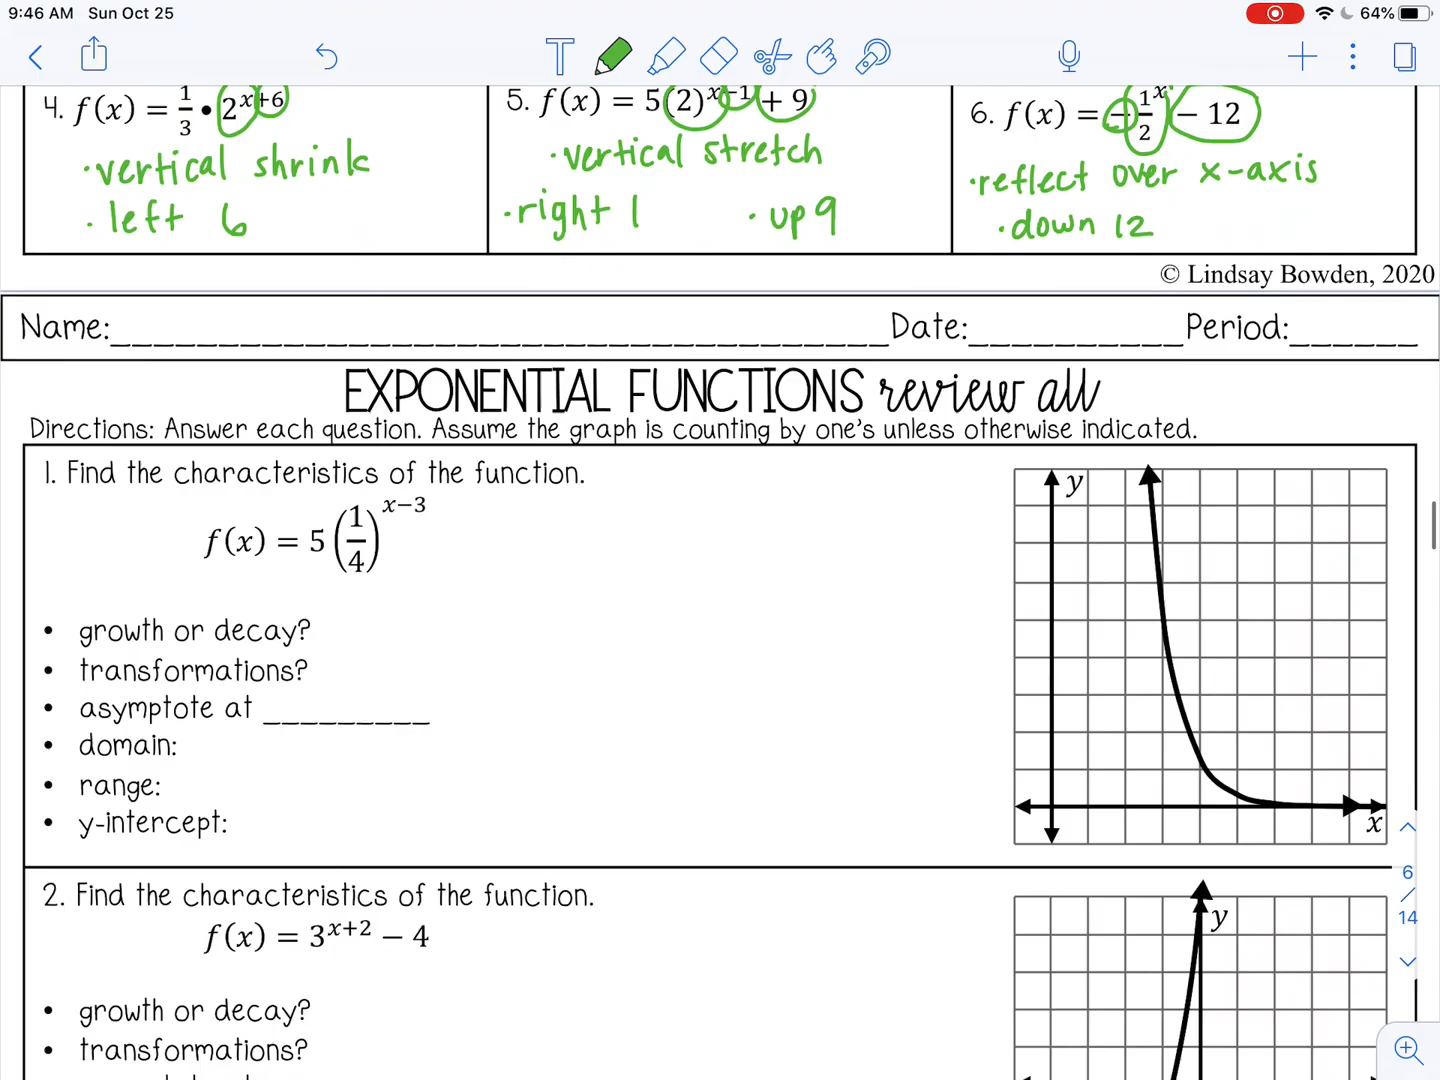 9:46 AM Sun Oct 25
64%
T
4. f(x) = 1/3 • 2^(x+6)
•vertical shrink
• left 6
5. f(x) = 5(2)^(x−1) + 9
•vertical stretch
•right 1 • up 9
6. f(x) = −1/2^x − 12
•reflect over x-axis
•down 12
© Lindsay Bowden, 2020
Name:___________________________________ Date:__________ Period:______
EXPONENTIAL FUNCTIONS review all
Directions: Answer each question. Assume the graph is counting by one's unless otherwise indicated.
1. Find the characteristics of the function.
f(x) = 5(1/4)^(x−3)
• growth or decay?
• transformations?
• asymptote at _________
• domain:
• range:
• y-intercept:
y
x
6
/
14
2. Find the characteristics of the function.
f(x) = 3^(x+2) − 4
• growth or decay?
• transformations?
y